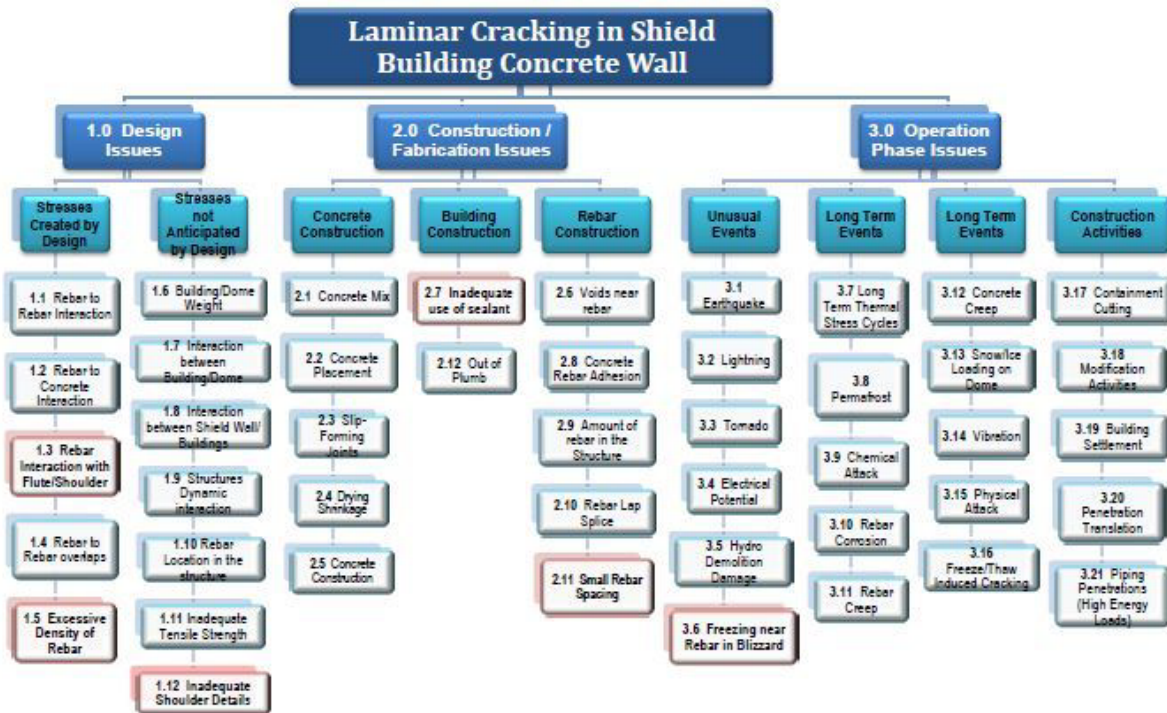 Laminar Cracking in Shield
Building Concrete Wall
1.0 Design
Issues
2.0 Construction /
Fabrication Issues
3.0 Operation
Phase Issues
Stresses
Created by
Design
Stresses
not
Anticipated
by Design
Concrete
Construction
Building
Construction
Rebar
Construction
Unusual
Events
Long Term
Events
Long Term
Events
Construction
Activities
1.1 Rebar to
Rebar Interaction
1.2 Rebar to
Concrete
Interaction
1.3 Rebar
Interaction with
Flute/Shoulder
1.4 Rebar to
Rebar overlaps
1.5 Excessive
Density of
Rebar
1.6 Building/Dome
Weight
1.7 Interaction
between
Building/Dome
1.8 Interaction
between Shield Wall/
Buildings
1.9 Structures
Dynamic
interaction
1.10 Rebar
Location in the
structure
1.11 Inadequate
Tensile Strength
1.12 Inadequate
Shoulder Details
2.1 Concrete Mix
2.2 Concrete
Placement
2.3 Slip-
Forming
Joints
2.4 Drying
Shrinkage
2.5 Concrete
Construction
2.7 Inadequate
use of sealant
2.12 Out of
Plumb
2.6 Voids near
rebar
2.8 Concrete
Rebar Adhesion
2.9 Amount of
rebar in the
Structure
2.10 Rebar Lap
Splice
2.11 Small Rebar
Spacing
3.1
Earthquake
3.2 Lightning
3.3 Tornado
3.4 Electrical
Potential
3.5 Hydro
Demolition
Damage
3.6 Freezing near
Rebar in Blizzard
3.7 Long
Term Thermal
Stress Cycles
3.8
Permafrost
3.9 Chemical
Attack
3.10 Rebar
Corrosion
3.11 Rebar
Creep
3.12 Concrete
Creep
3.13 Snow/Ice
Loading on
Dome
3.14 Vibration
3.15 Physical
Attack
3.16
Freeze/Thaw
Induced Cracking
3.17 Containment
Cutting
3.18
Modification
Activities
3.19 Building
Settlement
3.20
Penetration
Translation
3.21 Piping
Penetrations
(High Energy
Loads)